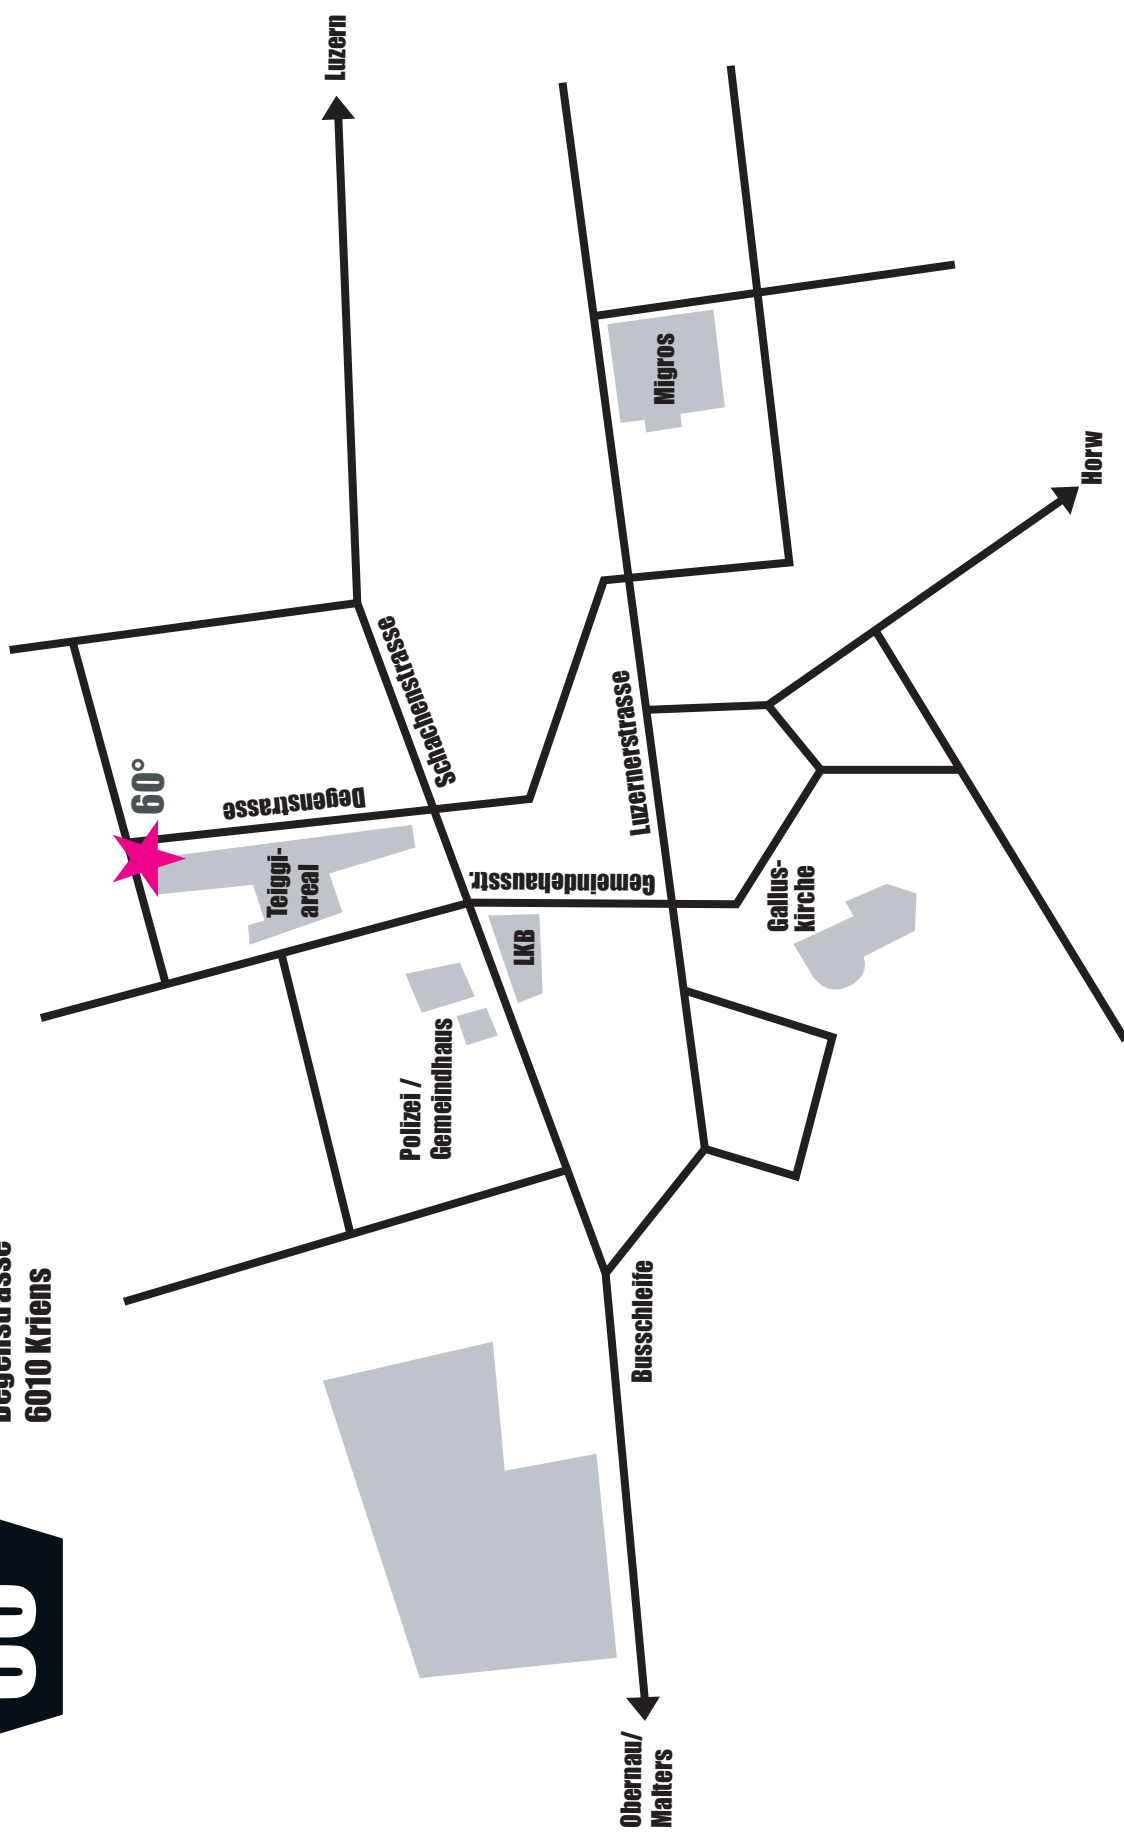 Degenstrasse
6010 Kriens
60°
Degenstrasse
Teiggi-
areal
Luzern
Polizei /
Gemeindhaus
Schachenstrasse
LKB
Gemeindehausstr.
Luzernerstrasse
Obernau/
Malters
Busschleife
Migros
Gallus-
kirche
Horw